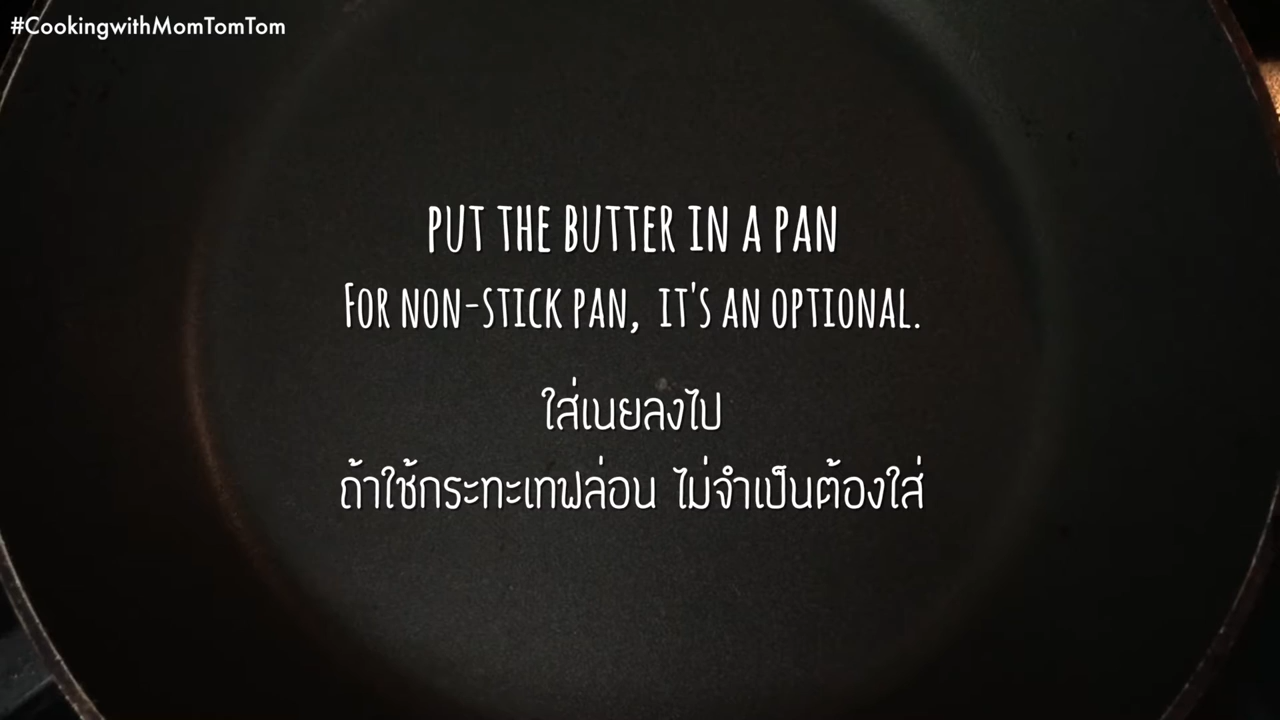 #CookingwithMomTomTom
PUT THE BUTTER IN A PAN
FOR NON-STICK PAN, IT'S AN OPTIONAL.
ใส่เนยลงไป
ถ้าใช้กระทะเทฟล่อน ไม่จำเป็นต้องใส่